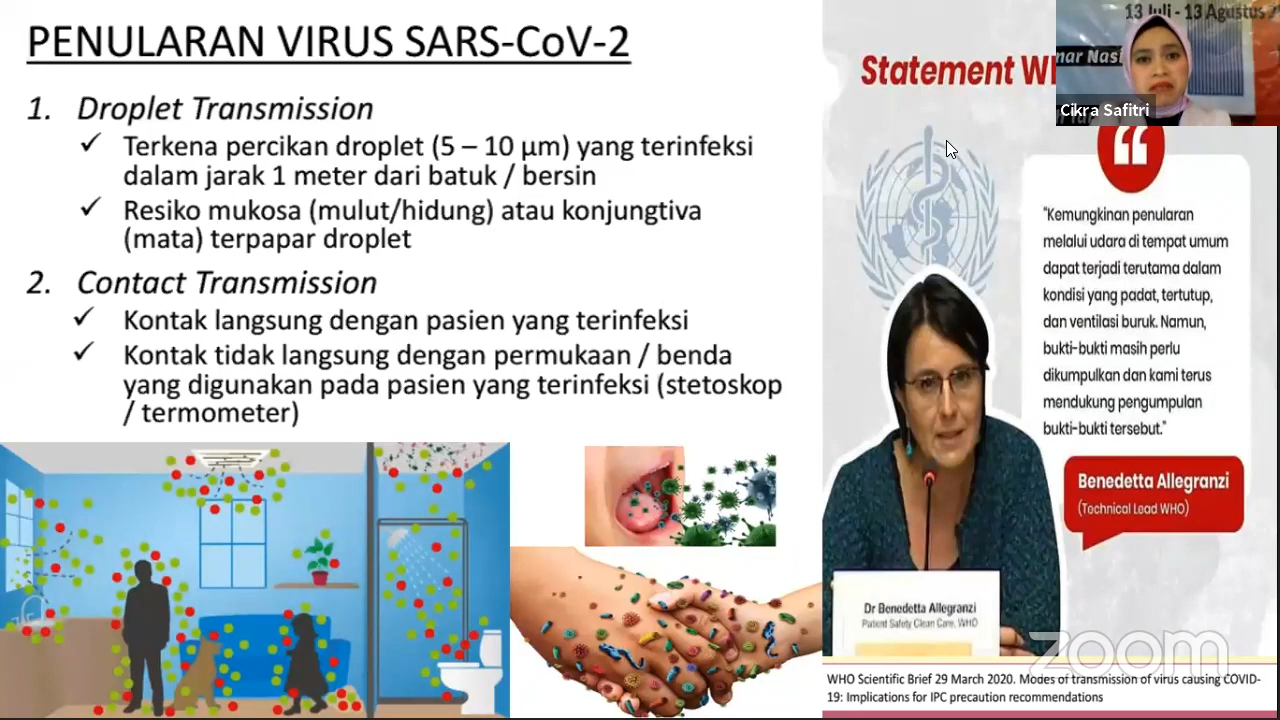 PENULARAN VIRUS SARS-CoV-2
1. Droplet Transmission
✓ Terkena percikan droplet (5 – 10 µm) yang terinfeksi
dalam jarak 1 meter dari batuk / bersin
✓ Resiko mukosa (mulut/hidung) atau konjungtiva
(mata) terpapar droplet
2. Contact Transmission
✓ Kontak langsung dengan pasien yang terinfeksi
✓ Kontak tidak langsung dengan permukaan / benda
yang digunakan pada pasien yang terinfeksi (stetoskop
/ termometer)
Statement
13 Juli - 13 Agustus
Cikra Safitri
"Kemungkinan penularan
melalui udara di tempat umum
dapat terjadi terutama dalam
kondisi yang padat, tertutup,
dan ventilasi buruk. Namun,
bukti-bukti masih perlu
dikumpulkan dan kami terus
mendukung pengumpulan
bukti-bukti tersebut."
Benedetta Allegranzi
(Technical Lead WHO)
Dr Benedetta Allegranzi
Patient Safety Clean Care, WHO
zoom
WHO Scientific Brief 29 March 2020. Modes of transmission of virus causing COVID-
19: Implications for IPC precaution recommendations